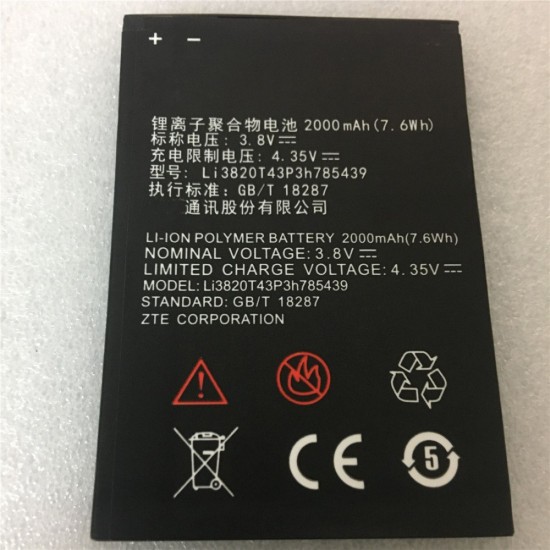 + −
锂离子聚合物电池 2000mAh(7.6Wh)
标称电压: 3.8V⎓
充电限制电压: 4.35V⎓
型号: Li3820T43P3h785439
执行标准: GB/T 18287
通讯股份有限公司
LI-ION POLYMER BATTERY 2000mAh(7.6Wh)
NOMINAL VOLTAGE: 3.8V⎓
LIMITED CHARGE VOLTAGE: 4.35V⎓
MODEL: Li3820T43P3h785439
STANDARD: GB/T 18287
ZTE CORPORATION
CE 5